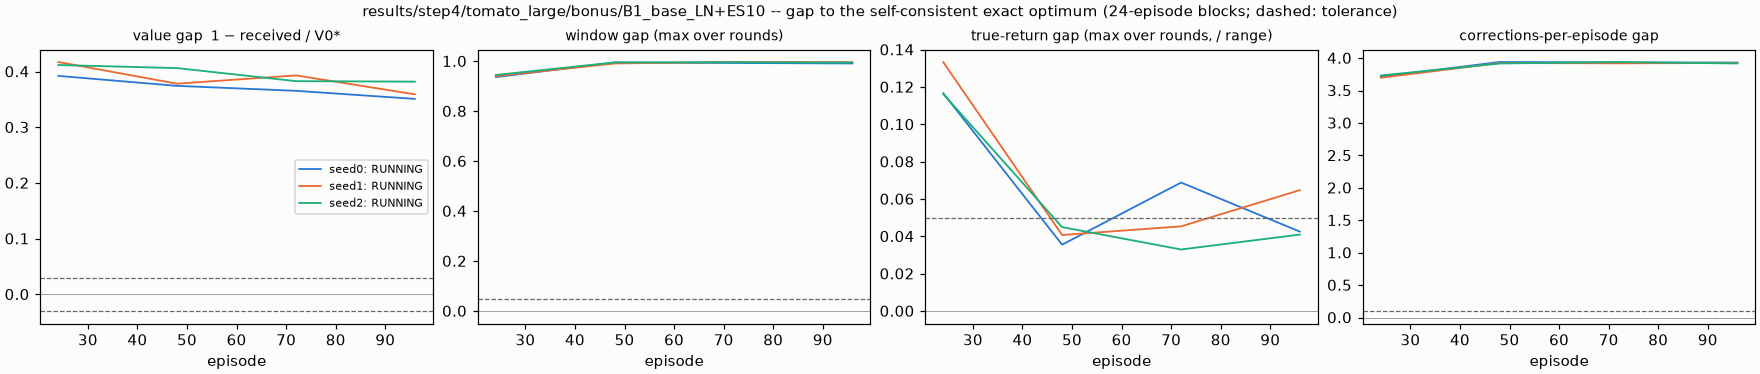 results/step4/tomato_large/bonus/B1_base_LN+ES10 -- gap to the self-consistent exact optimum (24-episode blocks; dashed: tolerance)
value gap  1 − received / V0*
0.4
0.3
0.2
0.1
0.0
seed0: RUNNING
seed1: RUNNING
seed2: RUNNING
30 40 50 60 70 80 90
episode
window gap (max over rounds)
1.0
0.8
0.6
0.4
0.2
0.0
30 40 50 60 70 80 90
episode
true-return gap (max over rounds, / range)
0.14
0.12
0.10
0.08
0.06
0.04
0.02
0.00
30 40 50 60 70 80 90
episode
corrections-per-episode gap
4.0
3.5
3.0
2.5
2.0
1.5
1.0
0.5
0.0
30 40 50 60 70 80 90
episode